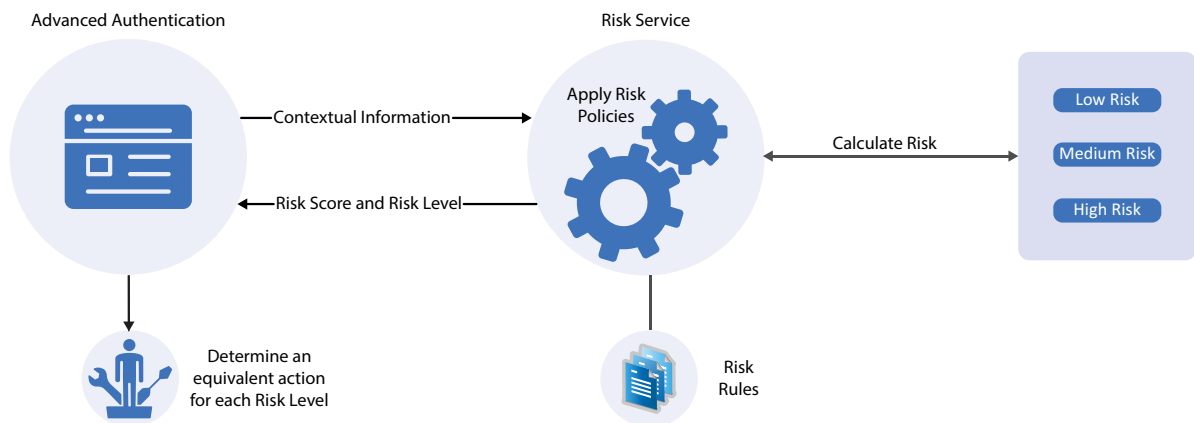 Advanced Authentication
Risk Service
Apply Risk
Policies
Contextual Information
Calculate Risk
Low Risk
Medium Risk
High Risk
Risk Score and Risk Level
Determine an
equivalent action
for each Risk Level
Risk
Rules